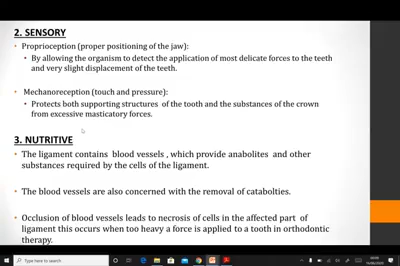 2. SENSORY
• Proprioception (proper positioning of the jaw):
• By allowing the organism to detect the application of most delicate forces to the teeth
and very slight displacement of the teeth.
• Mechanoreception (touch and pressure):
• Protects both supporting structures of the tooth and the substances of the crown
from excessive masticatory forces.
3. NUTRITIVE
• The ligament contains blood vessels , which provide anabolites and other
substances required by the cells of the ligament.
• The blood vessels are also concerned with the removal of catabolties.
• Occlusion of blood vessels leads to necrosis of cells in the affected part of
ligament this occurs when too heavy a force is applied to a tooth in orthodontic
therapy.
Type here to search